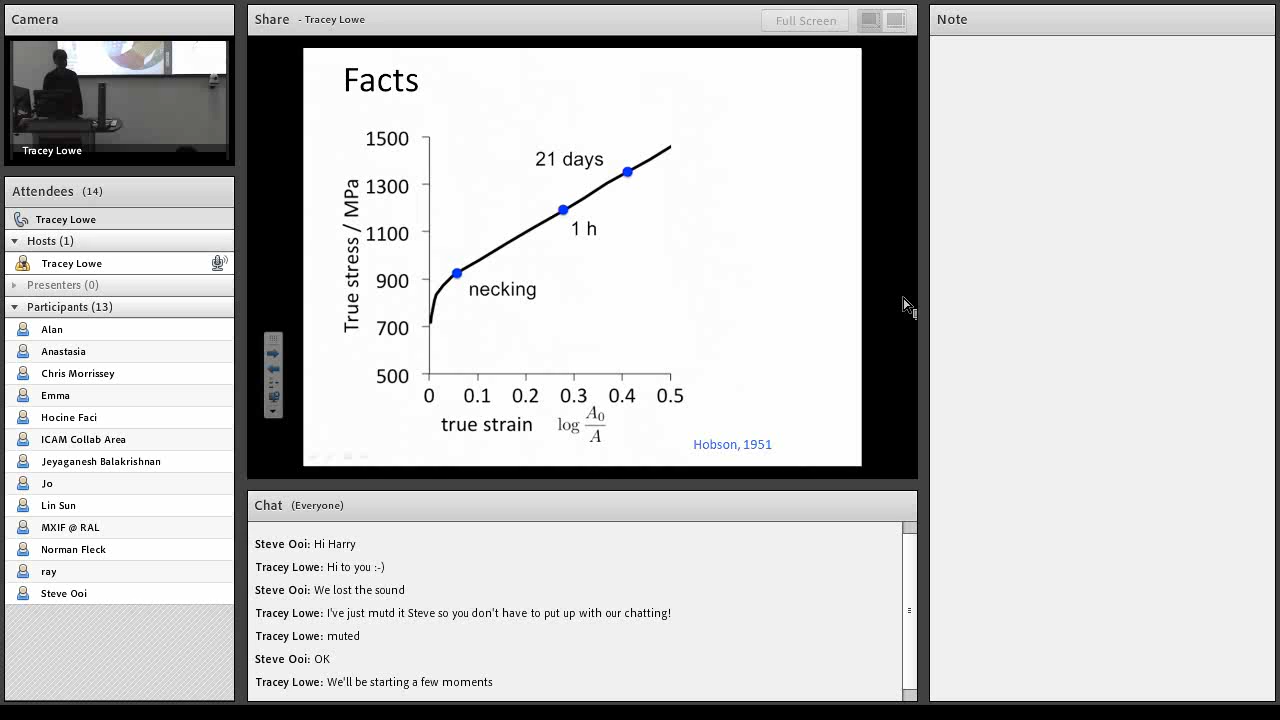 Camera
Tracey Lowe
Attendees (14)
Tracey Lowe
Hosts (1)
Tracey Lowe
Presenters (0)
Participants (13)
Alan
Anastasia
Chris Morrissey
Emma
Hocine Faci
ICAM Collab Area
Jeyaganesh Balakrishnan
Jo
Lin Sun
MXIF @ RAL
Norman Fleck
ray
Steve Ooi
Share - Tracey Lowe
Full Screen
Facts
True stress / MPa
1500
1300
1100
900
700
500
21 days
1 h
necking
0 0.1 0.2 0.3 0.4 0.5
true strain log A0/A
Hobson, 1951
Chat (Everyone)
Steve Ooi: Hi Harry
Tracey Lowe: Hi to you :-)
Steve Ooi: We lost the sound
Tracey Lowe: I've just mutd it Steve so you don't have to put up with our chatting!
Tracey Lowe: muted
Steve Ooi: OK
Tracey Lowe: We'll be starting a few moments
Note